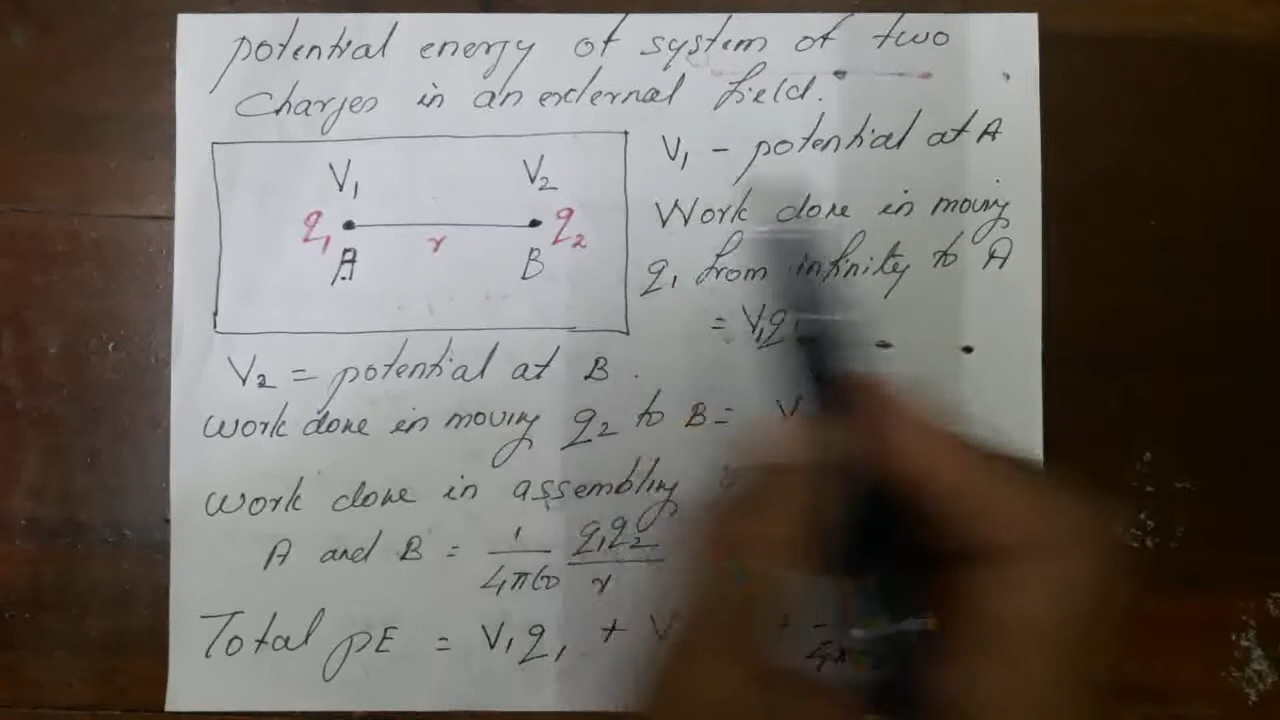 potential energy of system of two
charges in an external field.
V₁ V₂
q₁ q₂
r
A B
V₁ - potential at A
Work done in moving
q₁ from infinity to A
= V₁q₁
V₂ = potential at B.
work done in moving q₂ to B = V
work done in assembling
A and B = 1/4πϵ0 q₁q₂/r
Total PE = V₁q₁ + V + 1/4π